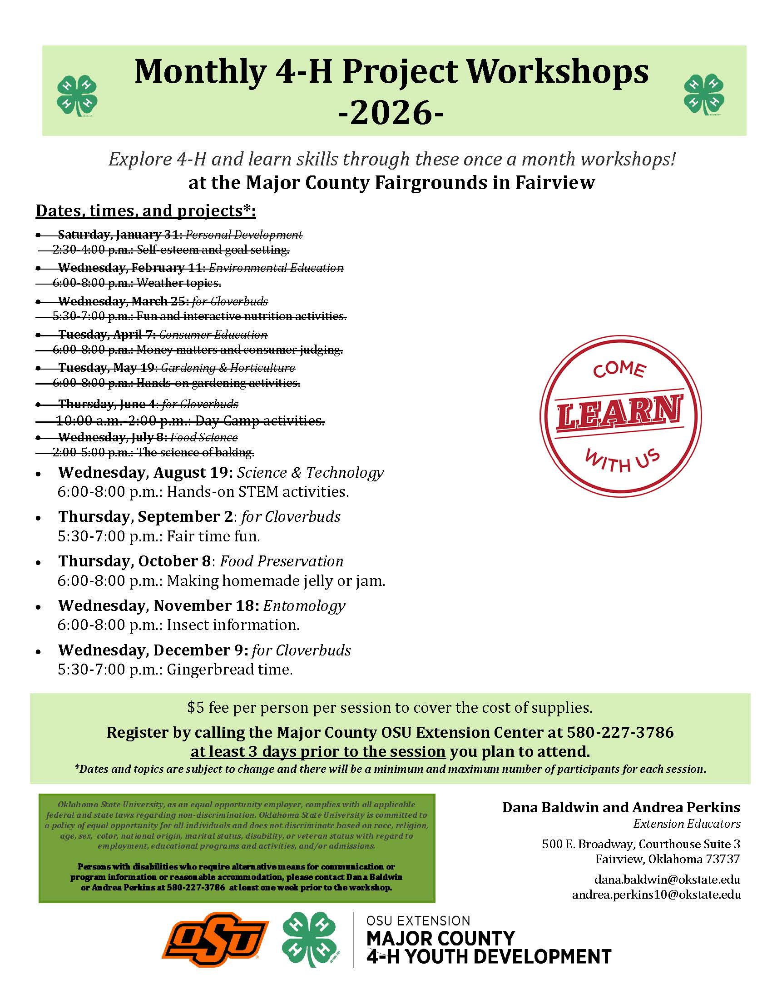 Monthly 4-H Project Workshops
-2026-
Explore 4-H and learn skills through these once a month workshops!
at the Major County Fairgrounds in Fairview
Dates, times, and projects*:
• Saturday, January 31: Personal Development
2:30-4:00 p.m.: Self-esteem and goal setting.
• Wednesday, February 11: Environmental Education
6:00-8:00 p.m.: Weather topics.
• Wednesday, March 25: for Cloverbuds
5:30-7:00 p.m.: Fun and interactive nutrition activities.
• Tuesday, April 7: Consumer Education
6:00-8:00 p.m.: Money matters and consumer judging.
• Tuesday, May 19: Gardening & Horticulture
6:00-8:00 p.m.: Hands-on gardening activities.
• Thursday, June 4: for Cloverbuds
10:00 a.m.-2:00 p.m.: Day Camp activities.
• Wednesday, July 8: Food Science
2:00-5:00 p.m.: The science of baking.
• Wednesday, August 19: Science & Technology
6:00-8:00 p.m.: Hands-on STEM activities.
• Thursday, September 2: for Cloverbuds
5:30-7:00 p.m.: Fair time fun.
• Thursday, October 8: Food Preservation
6:00-8:00 p.m.: Making homemade jelly or jam.
• Wednesday, November 18: Entomology
6:00-8:00 p.m.: Insect information.
• Wednesday, December 9: for Cloverbuds
5:30-7:00 p.m.: Gingerbread time.
COME
LEARN
WITH US
$5 fee per person per session to cover the cost of supplies.
Register by calling the Major County OSU Extension Center at 580-227-3786
at least 3 days prior to the session you plan to attend.
*Dates and topics are subject to change and there will be a minimum and maximum number of participants for each session.
Oklahoma State University, as an equal opportunity employer, complies with all applicable
federal and state laws regarding non-discrimination. Oklahoma State University is committed to
a policy of equal opportunity for all individuals and does not discriminate based on race, religion,
age, sex, color, national origin, marital status, disability, or veteran status with regard to
employment, educational programs and activities, and/or admissions.
Persons with disabilities who require alternative means for communication or
program information or reasonable accommodation, please contact Dana Baldwin
or Andrea Perkins at 580-227-3786 at least one week prior to the workshop.
Dana Baldwin and Andrea Perkins
Extension Educators
500 E. Broadway, Courthouse Suite 3
Fairview, Oklahoma 73737
dana.baldwin@okstate.edu
andrea.perkins10@okstate.edu
OSU
H H H H
OSU EXTENSION
MAJOR COUNTY
4-H YOUTH DEVELOPMENT